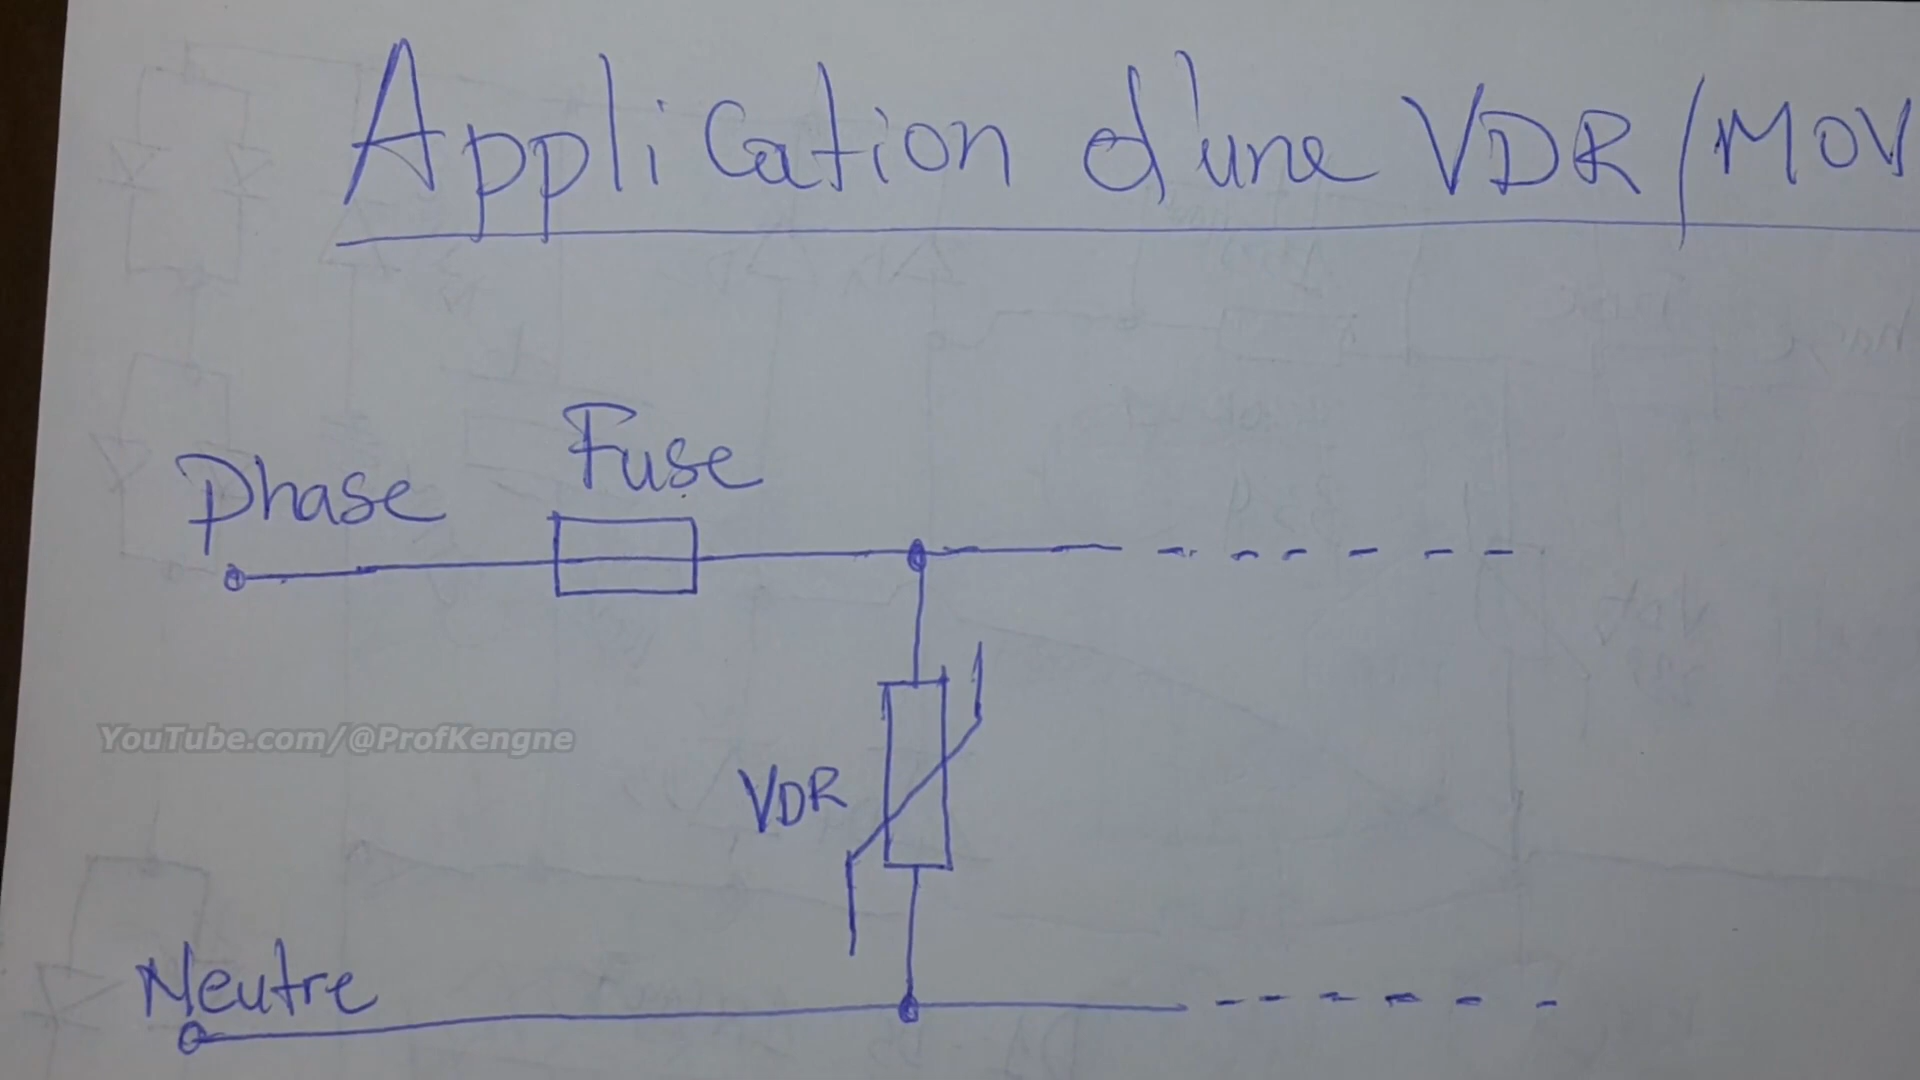 Application d'une VDR/MOV
Fuse
Phase
YouTube.com/@ProfKengne
VDR
Neutre